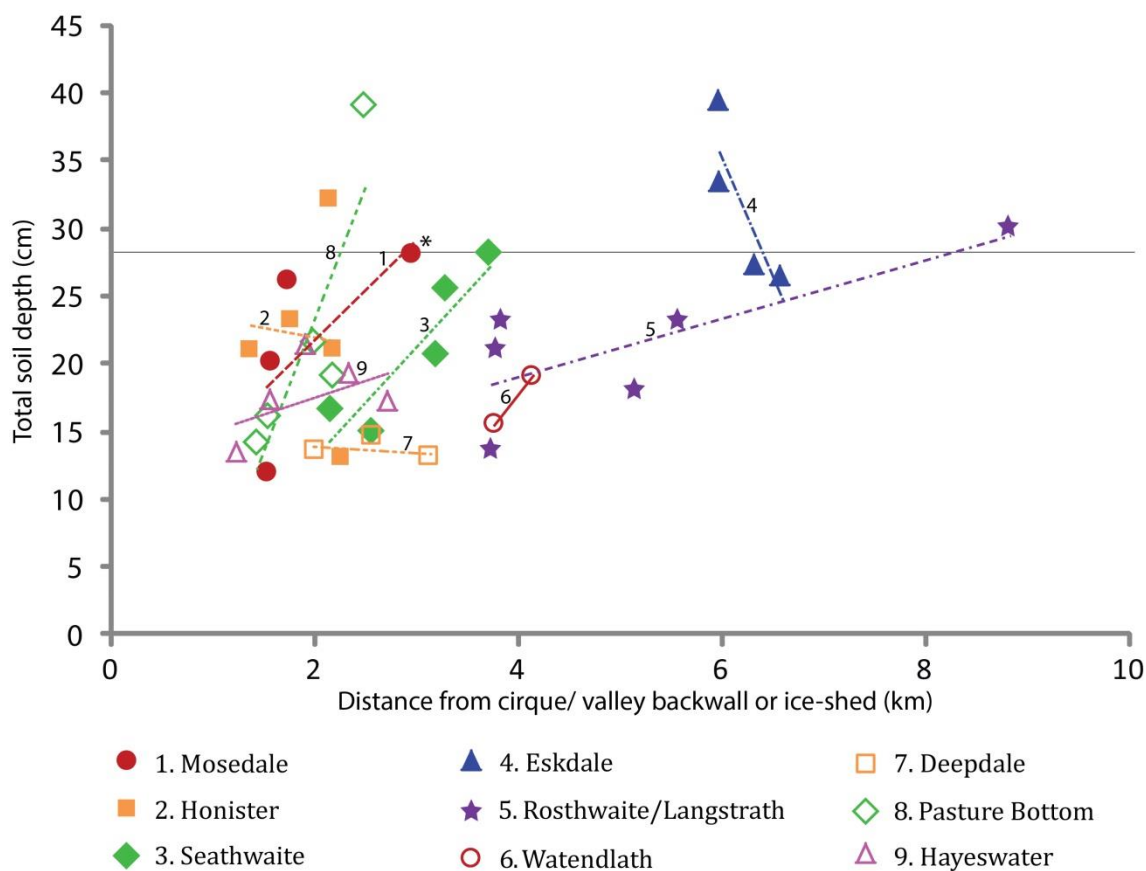 45
40
35
30
25
20
15
10
5
0
Total soil depth (cm)
8
1
*
2
3
9
7
6
5
4
0 2 4 6 8 10
Distance from cirque/ valley backwall or ice-shed (km)
1. Mosedale
2. Honister
3. Seathwaite
4. Eskdale
5. Rosthwaite/Langstrath
6. Watendlath
7. Deepdale
8. Pasture Bottom
9. Hayeswater